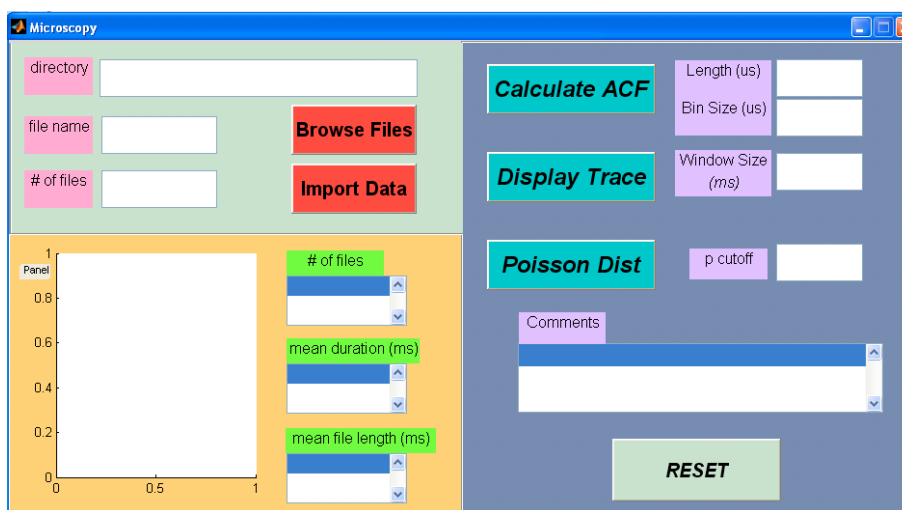 Microscopy
directory
file name
# of files
Browse Files
Import Data
Calculate ACF
Length (us)
Bin Size (us)
Display Trace
Window Size
(ms)
Poisson Dist
p cutoff
Comments
RESET
Panel
1
0.8
0.6
0.4
0.2
0
0
0.5
1
# of files
mean duration (ms)
mean file length (ms)